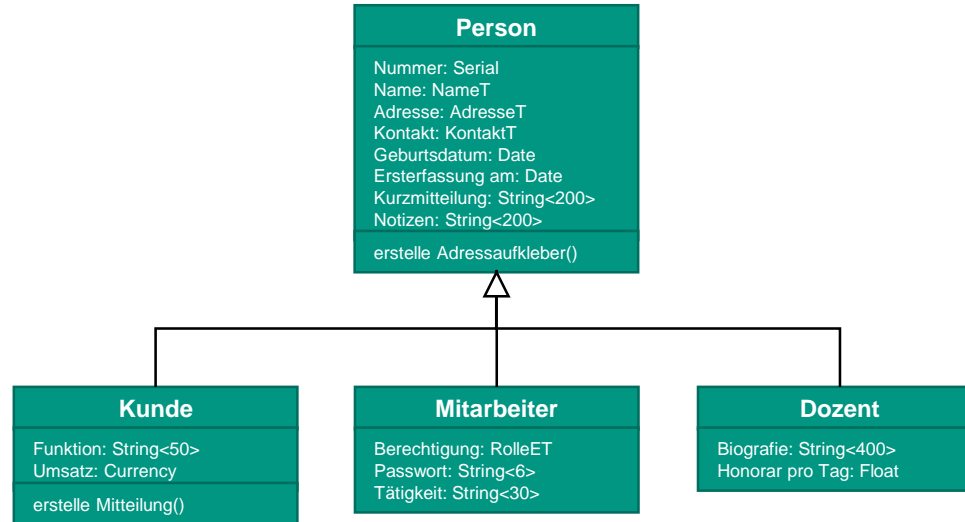 Person
Nummer: Serial
Name: NameT
Adresse: AdresseT
Kontakt: KontaktT
Geburtsdatum: Date
Ersterfassung am: Date
Kurzmitteilung: String<200>
Notizen: String<200>
erstelle Adressaufkleber()
Kunde
Funktion: String<50>
Umsatz: Currency
erstelle Mitteilung()
Mitarbeiter
Berechtigung: RolleET
Passwort: String<6>
Tätigkeit: String<30>
Dozent
Biografie: String<400>
Honorar pro Tag: Float